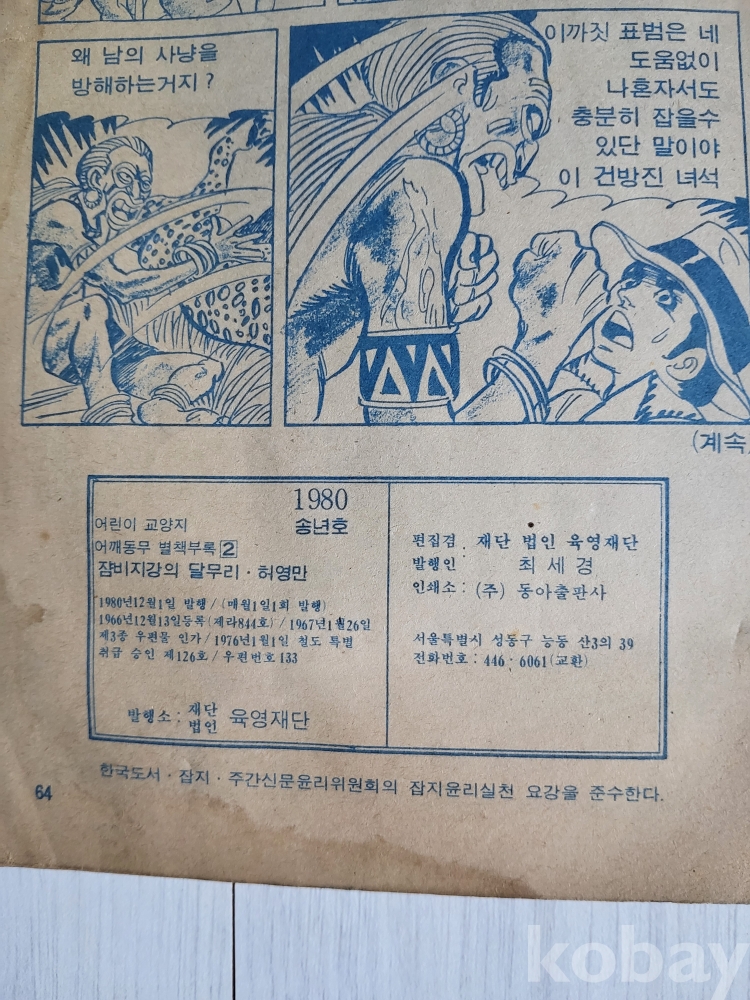 왜 남의 사냥을
방해하는거지?
이까짓 표범은 네
도움없이
나혼자서도
충분히 잡을수
있단 말이야
이 건방진 녀석
(계속)
1980
송년호
어린이 교양지
어깨동무 별책부록 2
쟘비지강의 달무리·허영만
1980년12월1일 발행/(매월1일1회 발행)
1966년12월13일등록(제라844호)/1967년1월26일
제3종 우편물 인가/1976년1월1일 철도 특별
취급 승인 제126호/우편번호133
발행소: 재단법인 육영재단
편집겸 발행인: 재단 법인 육영재단
최세경
인쇄소: (주) 동아출판사
서울특별시 성동구 능동 산3의 39
전화번호: 446·6061(교환)
한국도서·잡지·주간신문윤리위원회의 잡지윤리실천 요강을 준수한다.
64
kobay